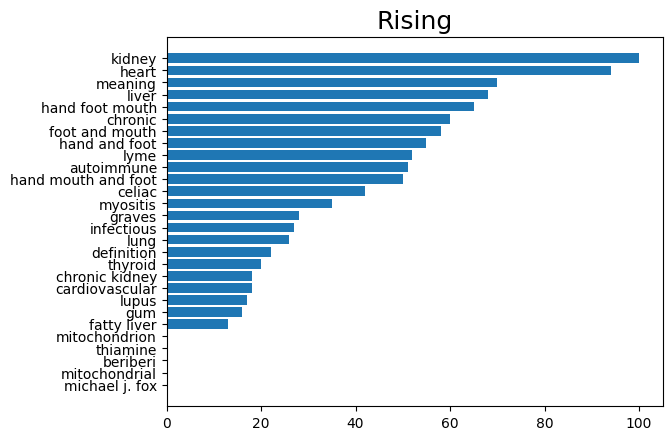 Rising
kidney
heart
meaning
liver
hand foot mouth
chronic
foot and mouth
hand and foot
lyme
autoimmune
hand mouth and foot
celiac
myositis
graves
infectious
lung
definition
thyroid
chronic kidney
cardiovascular
lupus
gum
fatty liver
mitochondrion
thiamine
beriberi
mitochondrial
michael j. fox
0 20 40 60 80 100